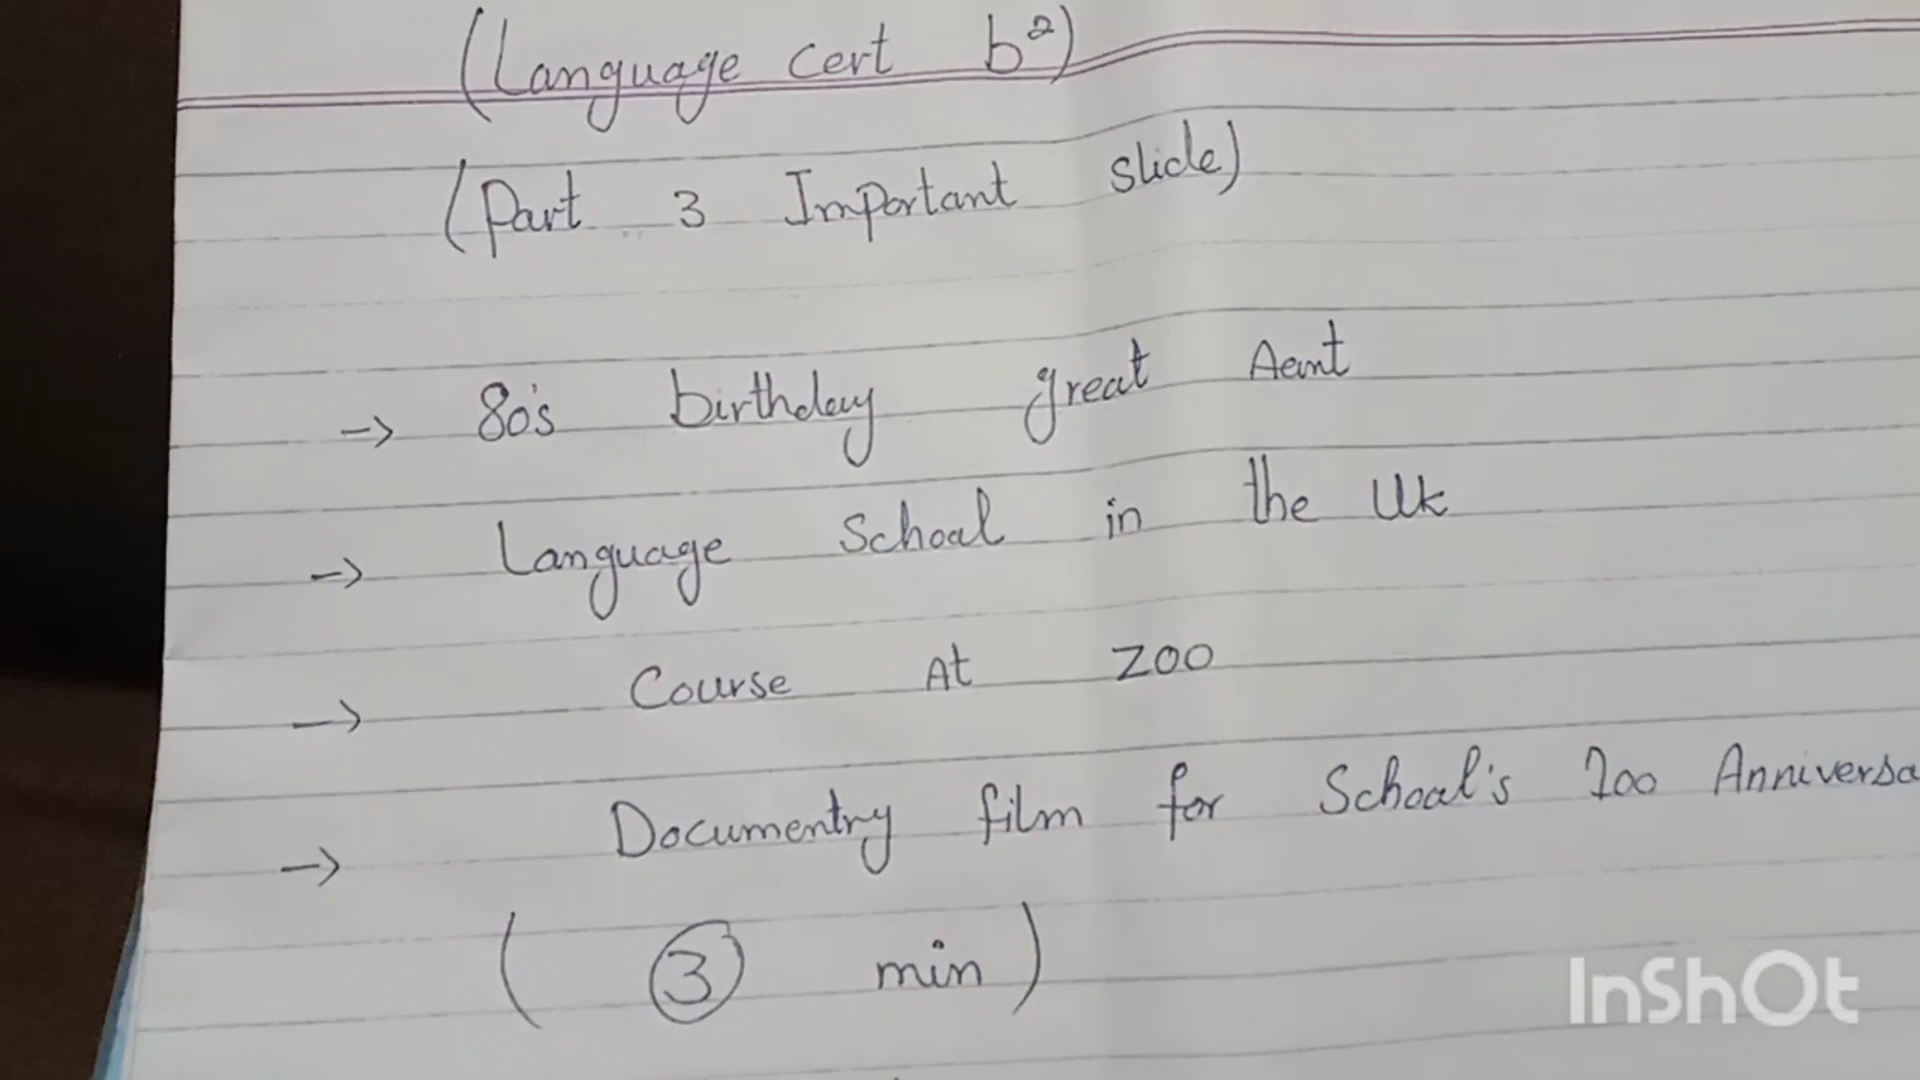 (Language cert b²)
(Part 3 Important slide)
→ 80's birthday great Aunt
→ Language School in the Uk
→ Course At ZOO
→ Documentry film for School's 100 Anniversa
( 3 min )
InShOt